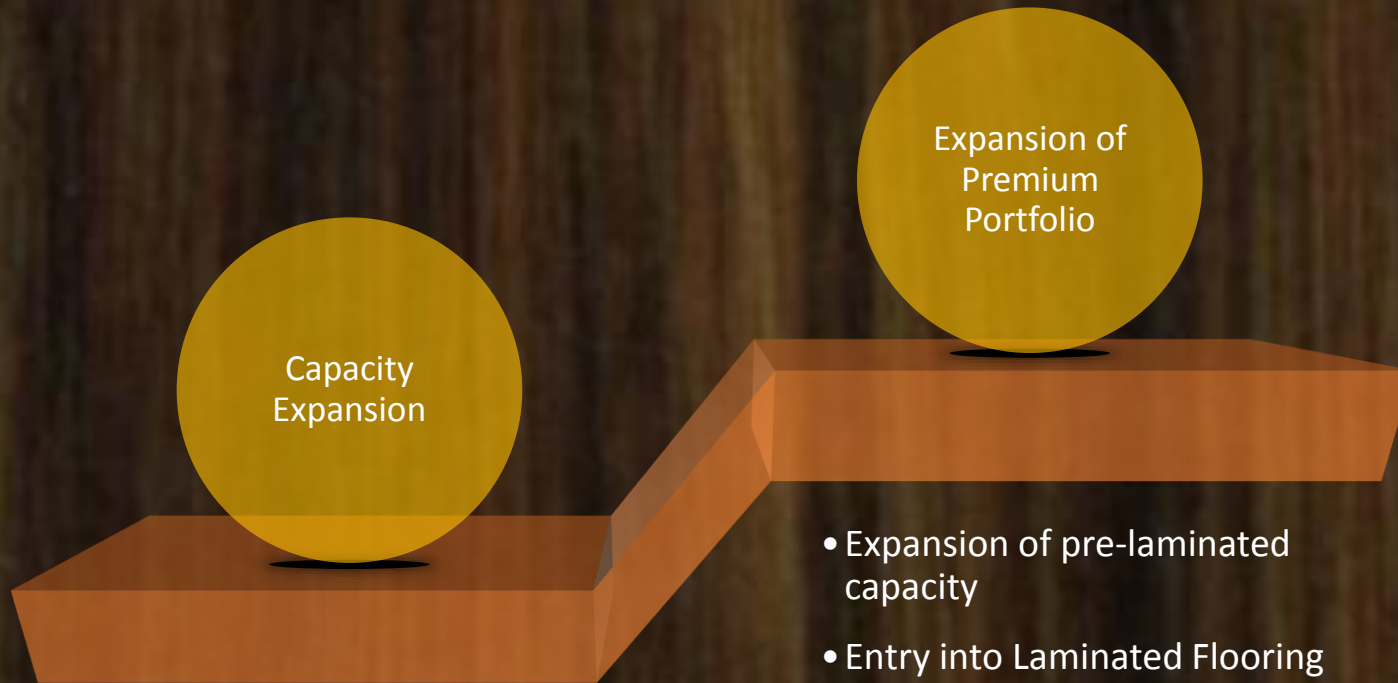 Capacity
Expansion
Expansion of
Premium
Portfolio
• Expansion of pre-laminated
capacity
• Entry into Laminated Flooring